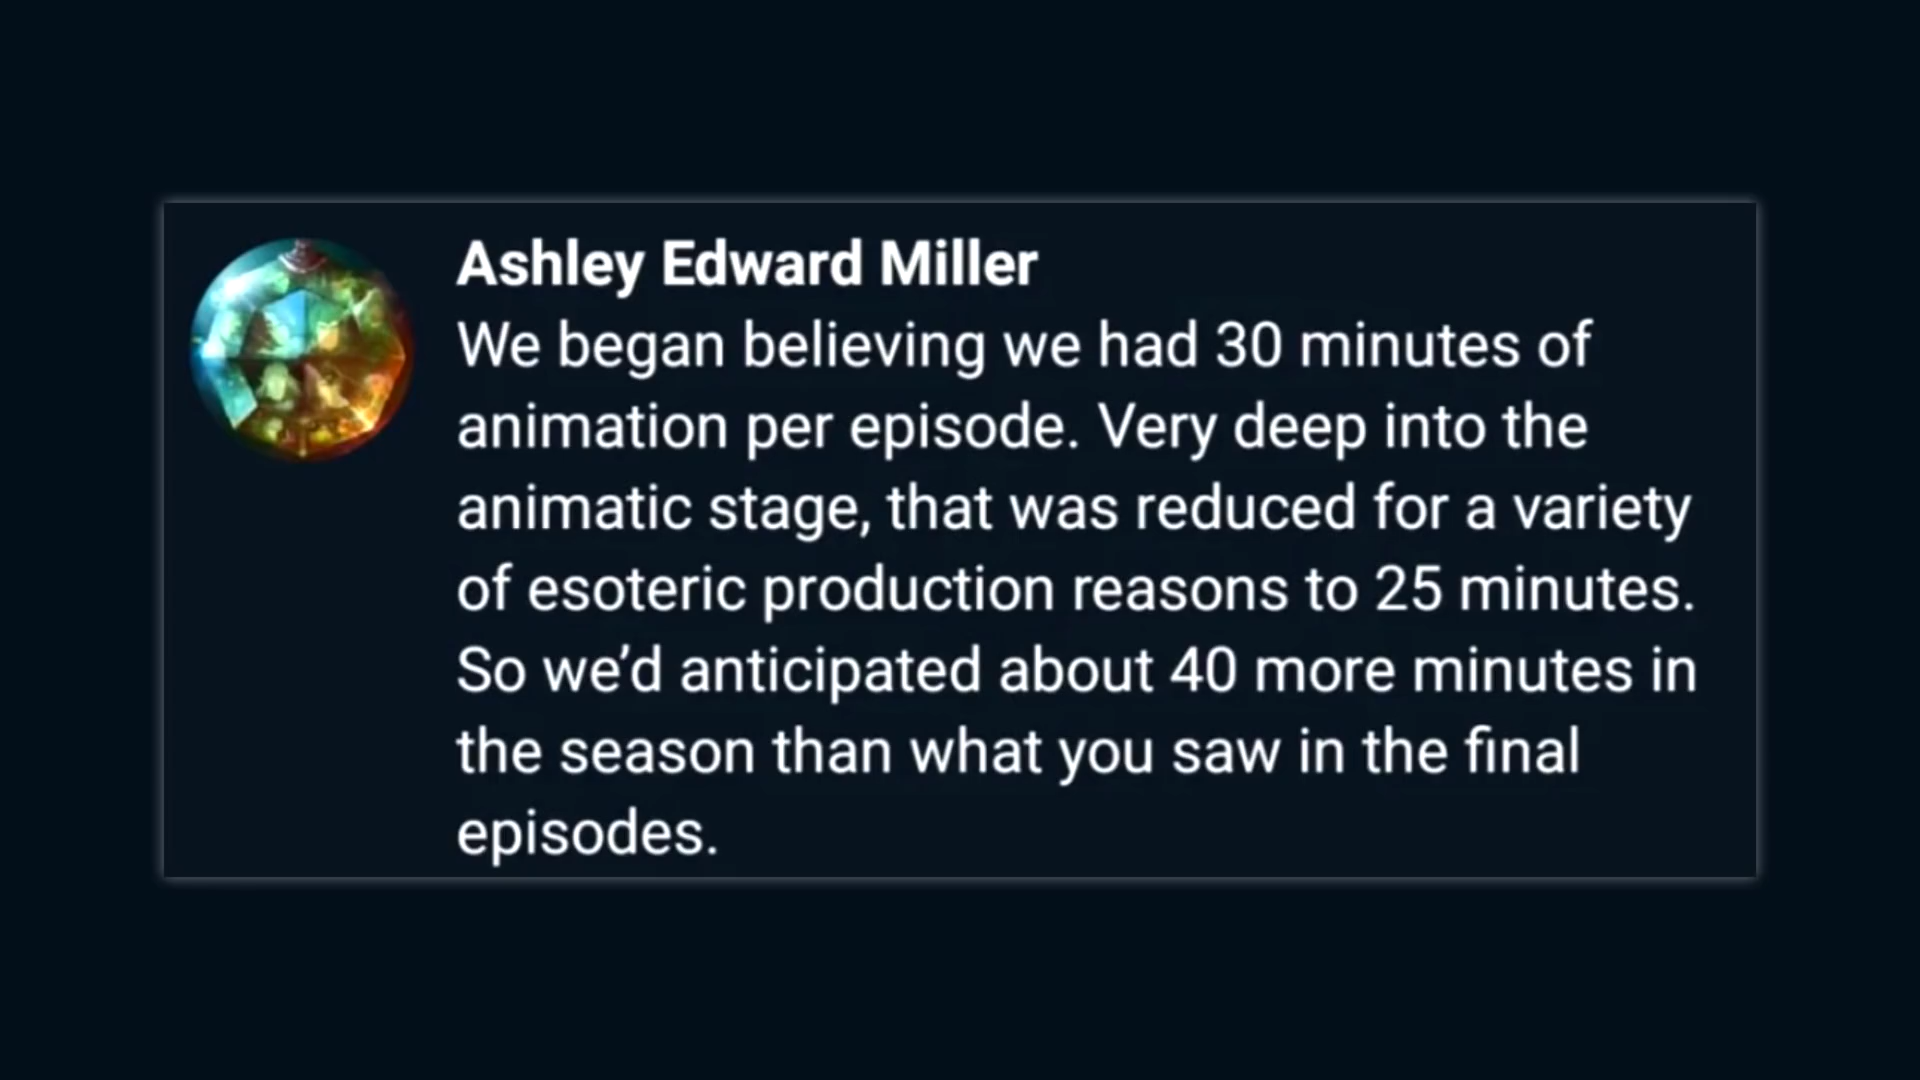 Ashley Edward Miller
We began believing we had 30 minutes of
animation per episode. Very deep into the
animatic stage, that was reduced for a variety
of esoteric production reasons to 25 minutes.
So we’d anticipated about 40 more minutes in
the season than what you saw in the final
episodes.